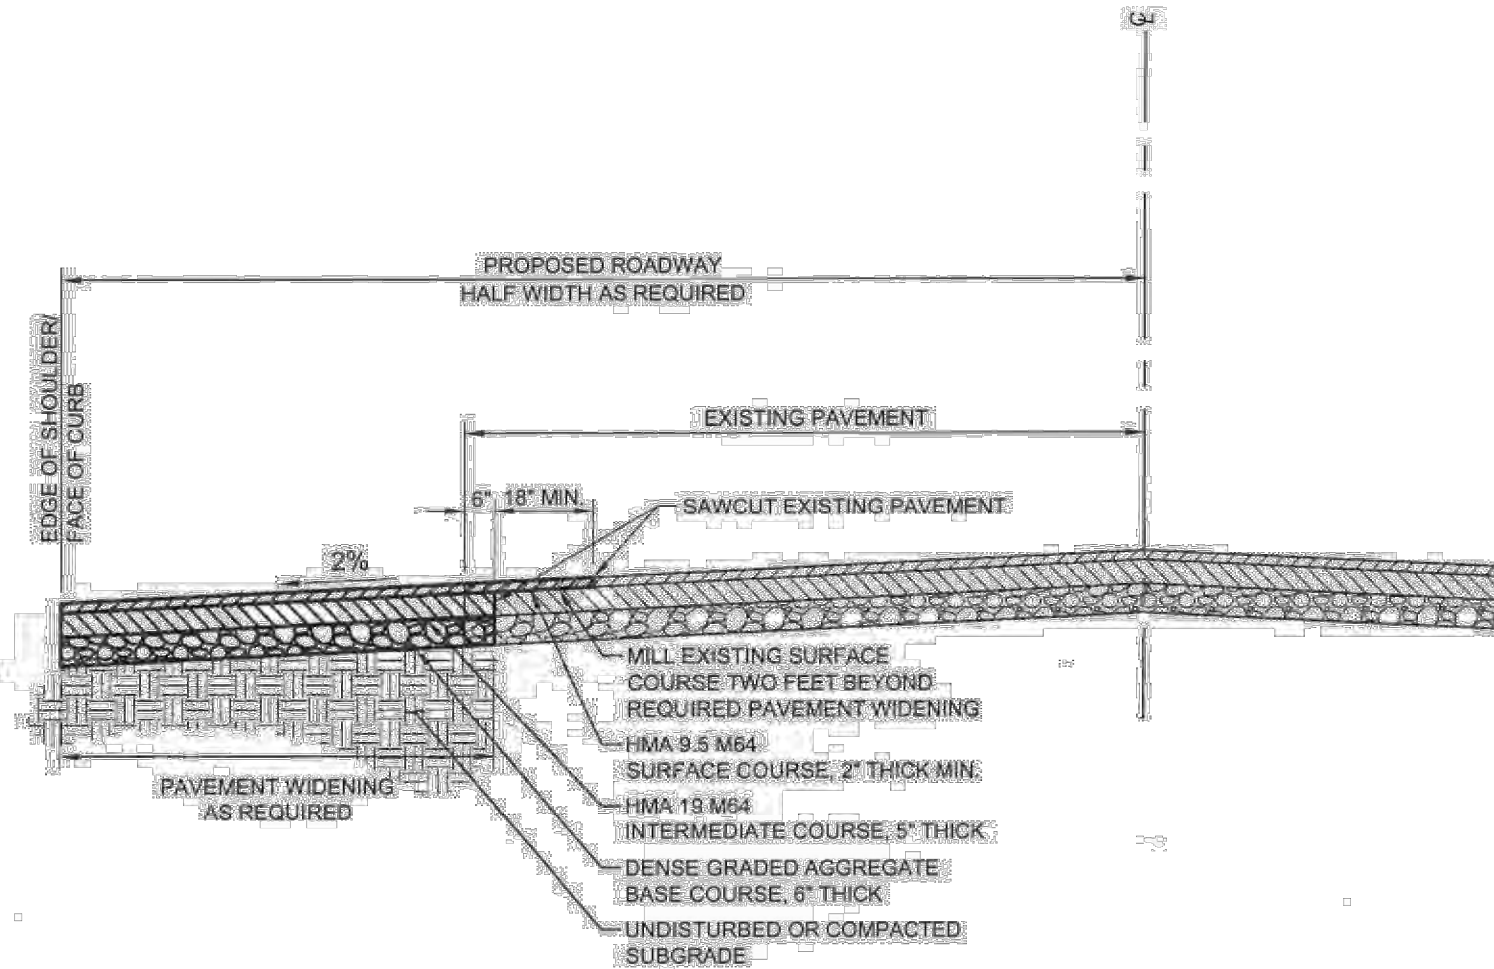 PROPOSED ROADWAY
HALF WIDTH AS REQUIRED
EDGE OF SHOULDER/
FACE OF CURB
EXISTING PAVEMENT
6" 18" MIN.
SAWCUT EXISTING PAVEMENT
2%
MILL EXISTING SURFACE
COURSE TWO FEET BEYOND
REQUIRED PAVEMENT WIDENING
HMA 9.5 M64
SURFACE COURSE, 2" THICK MIN.
PAVEMENT WIDENING
AS REQUIRED
HMA 19 M64
INTERMEDIATE COURSE, 5" THICK
DENSE GRADED AGGREGATE
BASE COURSE, 6" THICK
UNDISTURBED OR COMPACTED
SUBGRADE